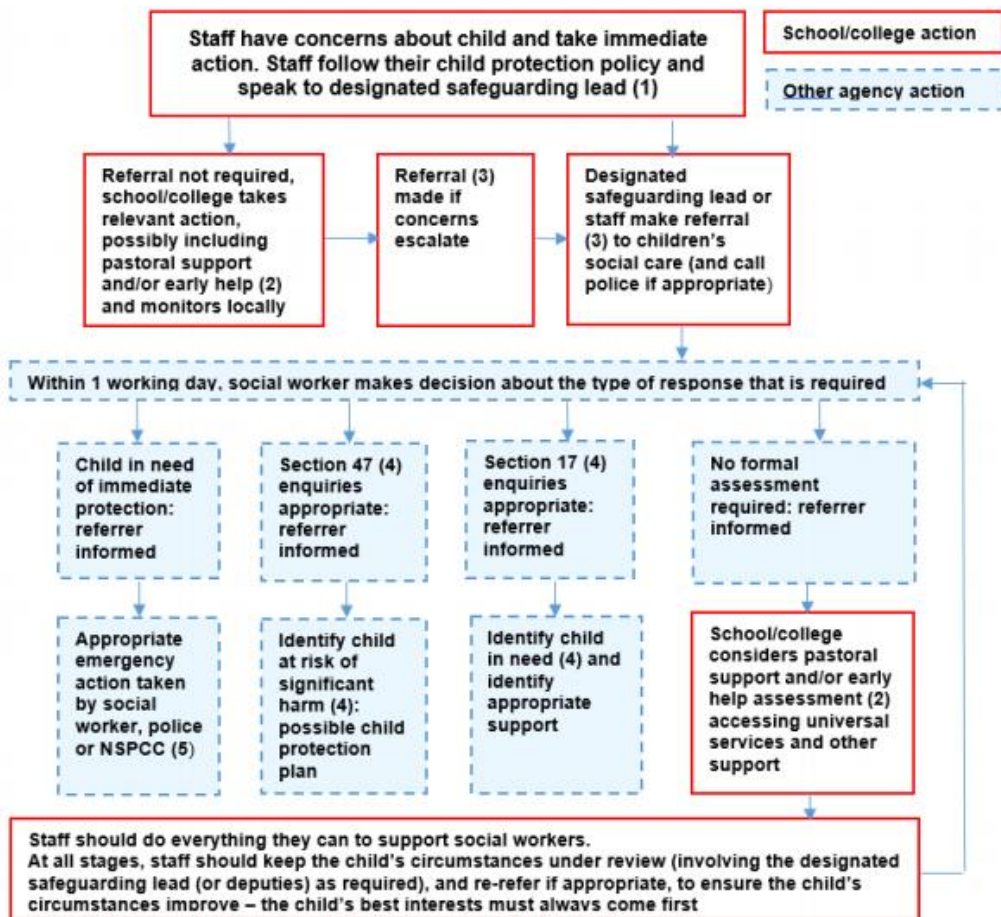 Staff have concerns about child and take immediate
action. Staff follow their child protection policy and
speak to designated safeguarding lead (1)
School/college action
Other agency action
Referral not required,
school/college takes
relevant action,
possibly including
pastoral support
and/or early help (2)
and monitors locally
Referral (3)
made if
concerns
escalate
Designated
safeguarding lead or
staff make referral
(3) to children's
social care (and call
police if appropriate)
Within 1 working day, social worker makes decision about the type of response that is required
Child in need
of immediate
protection:
referrer
informed
Section 47 (4)
enquiries
appropriate:
referrer
informed
Section 17 (4)
enquiries
appropriate:
referrer
informed
No formal
assessment
required: referrer
informed
Appropriate
emergency
action taken
by social
worker, police
or NSPCC (5)
Identify child
at risk of
significant
harm (4):
possible child
protection
plan
Identify child
in need (4) and
identify
appropriate
support
School/college
considers pastoral
support and/or early
help assessment (2)
accessing universal
services and other
support
Staff should do everything they can to support social workers.
At all stages, staff should keep the child's circumstances under review (involving the designated
safeguarding lead (or deputies) as required), and re-refer if appropriate, to ensure the child's
circumstances improve – the child's best interests must always come first